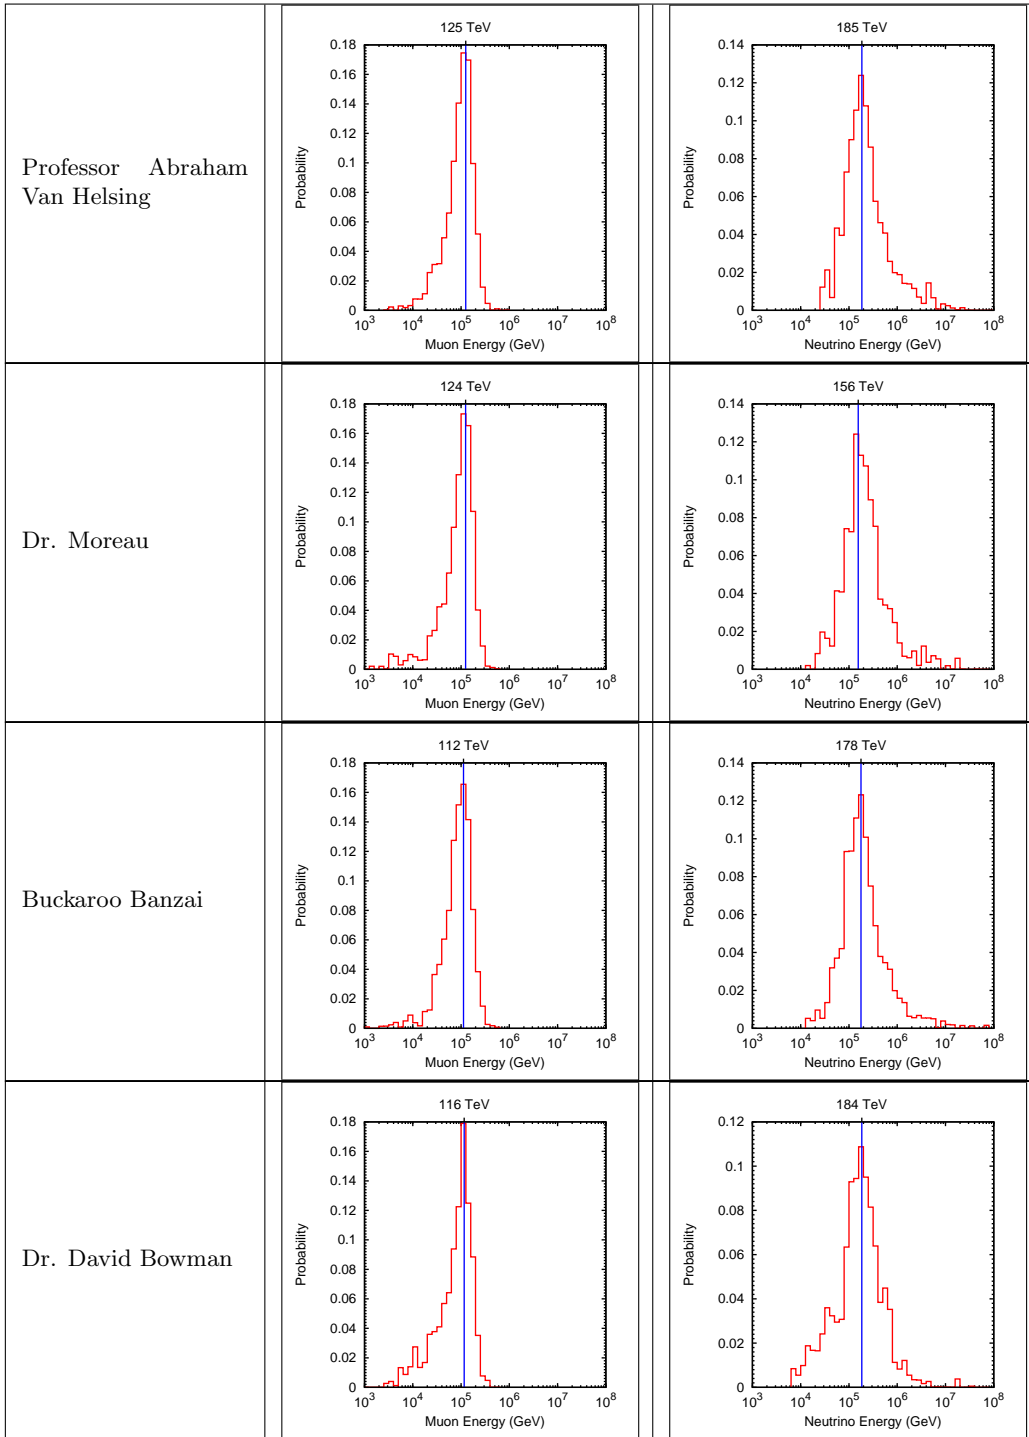 Professor Abraham
Van Helsing
125 TeV
0.18
0.16
0.14
0.12
0.1
0.08
0.06
0.04
0.02
0
Probability
10³ 10⁴ 10⁵ 10⁶ 10⁷ 10⁸
Muon Energy (GeV)
185 TeV
0.14
0.12
0.1
0.08
0.06
0.04
0.02
0
Probability
10³ 10⁴ 10⁵ 10⁶ 10⁷ 10⁸
Neutrino Energy (GeV)
Dr. Moreau
124 TeV
0.18
0.16
0.14
0.12
0.1
0.08
0.06
0.04
0.02
0
Probability
10³ 10⁴ 10⁵ 10⁶ 10⁷ 10⁸
Muon Energy (GeV)
156 TeV
0.14
0.12
0.1
0.08
0.06
0.04
0.02
0
Probability
10³ 10⁴ 10⁵ 10⁶ 10⁷ 10⁸
Neutrino Energy (GeV)
Buckaroo Banzai
112 TeV
0.18
0.16
0.14
0.12
0.1
0.08
0.06
0.04
0.02
0
Probability
10³ 10⁴ 10⁵ 10⁶ 10⁷ 10⁸
Muon Energy (GeV)
178 TeV
0.14
0.12
0.1
0.08
0.06
0.04
0.02
0
Probability
10³ 10⁴ 10⁵ 10⁶ 10⁷ 10⁸
Neutrino Energy (GeV)
Dr. David Bowman
116 TeV
0.18
0.16
0.14
0.12
0.1
0.08
0.06
0.04
0.02
0
Probability
10³ 10⁴ 10⁵ 10⁶ 10⁷ 10⁸
Muon Energy (GeV)
184 TeV
0.12
0.1
0.08
0.06
0.04
0.02
0
Probability
10³ 10⁴ 10⁵ 10⁶ 10⁷ 10⁸
Neutrino Energy (GeV)